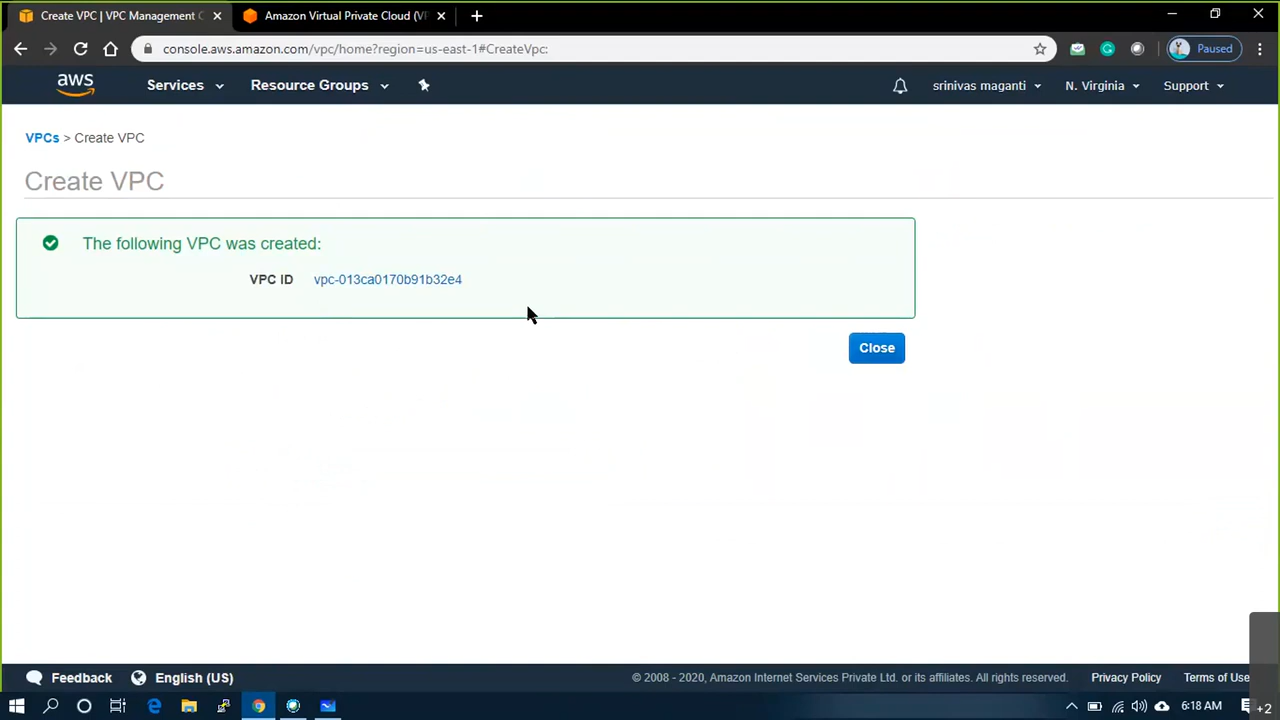 Create VPC | VPC Management C
Amazon Virtual Private Cloud (VP
console.aws.amazon.com/vpc/home?region=us-east-1#CreateVpc:
Paused
aws
Services
Resource Groups
srinivas maganti
N. Virginia
Support
VPCs > Create VPC
Create VPC
The following VPC was created:
VPC ID vpc-013ca0170b91b32e4
Close
Feedback
English (US)
© 2008 - 2020, Amazon Internet Services Private Ltd. or its affiliates. All rights reserved.
Privacy Policy
Terms of Use
6:18 AM
+2